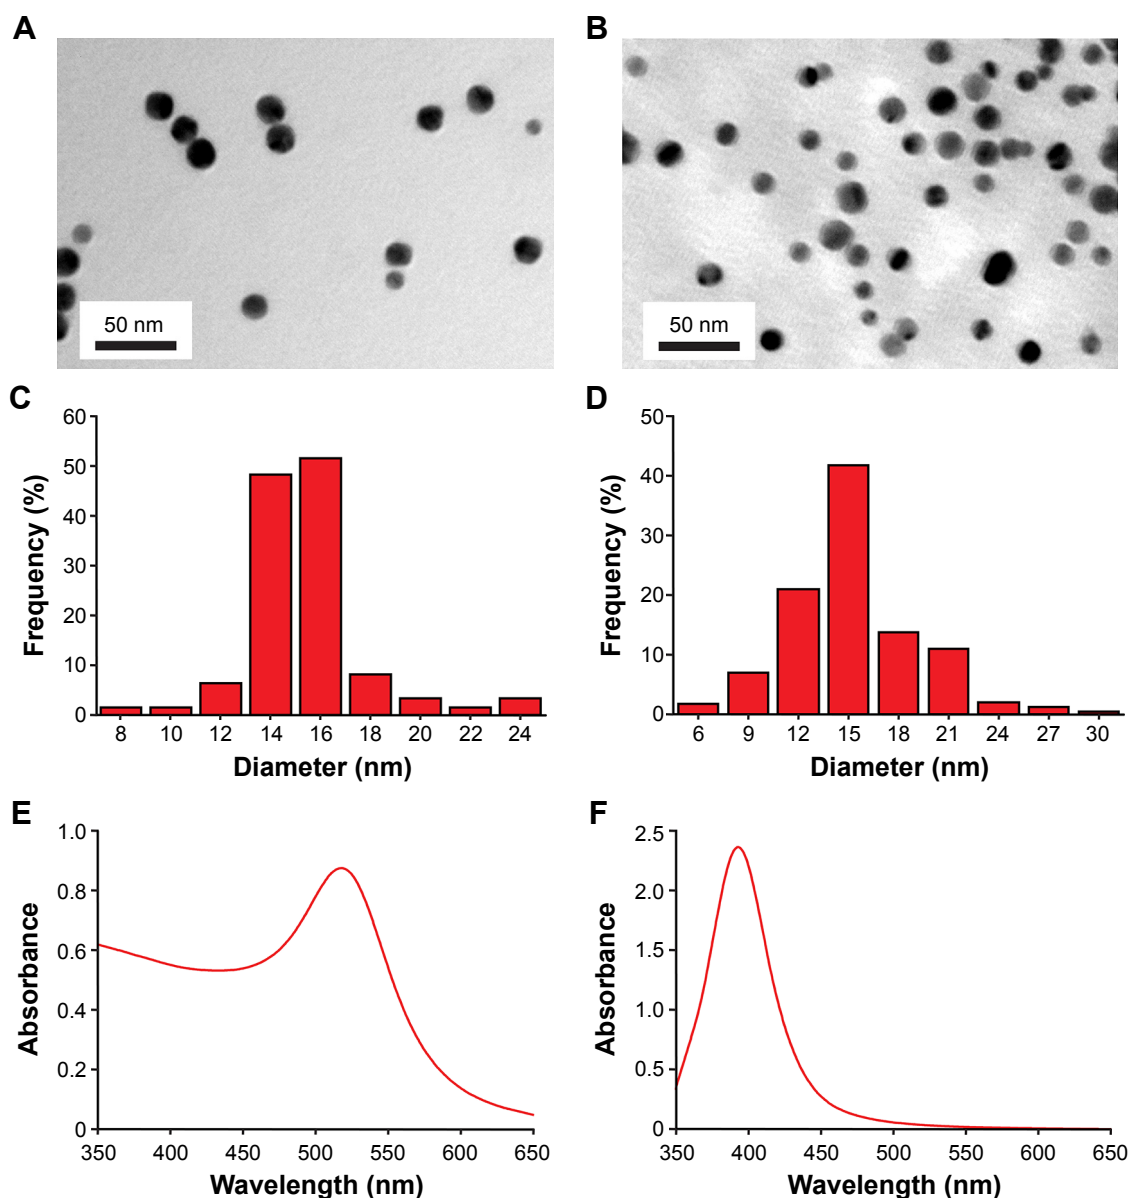 A
B
50 nm
50 nm
C
D
60
50
40
30
20
10
0
Frequency (%)
8 10 12 14 16 18 20 22 24
Diameter (nm)
50
40
30
20
10
0
Frequency (%)
6 9 12 15 18 21 24 27 30
Diameter (nm)
E
F
1.0
0.8
0.6
0.4
0.2
0
Absorbance
350 400 450 500 550 600 650
Wavelength (nm)
2.5
2.0
1.5
1.0
0.5
0
Absorbance
350 400 450 500 550 600 650
Wavelength (nm)